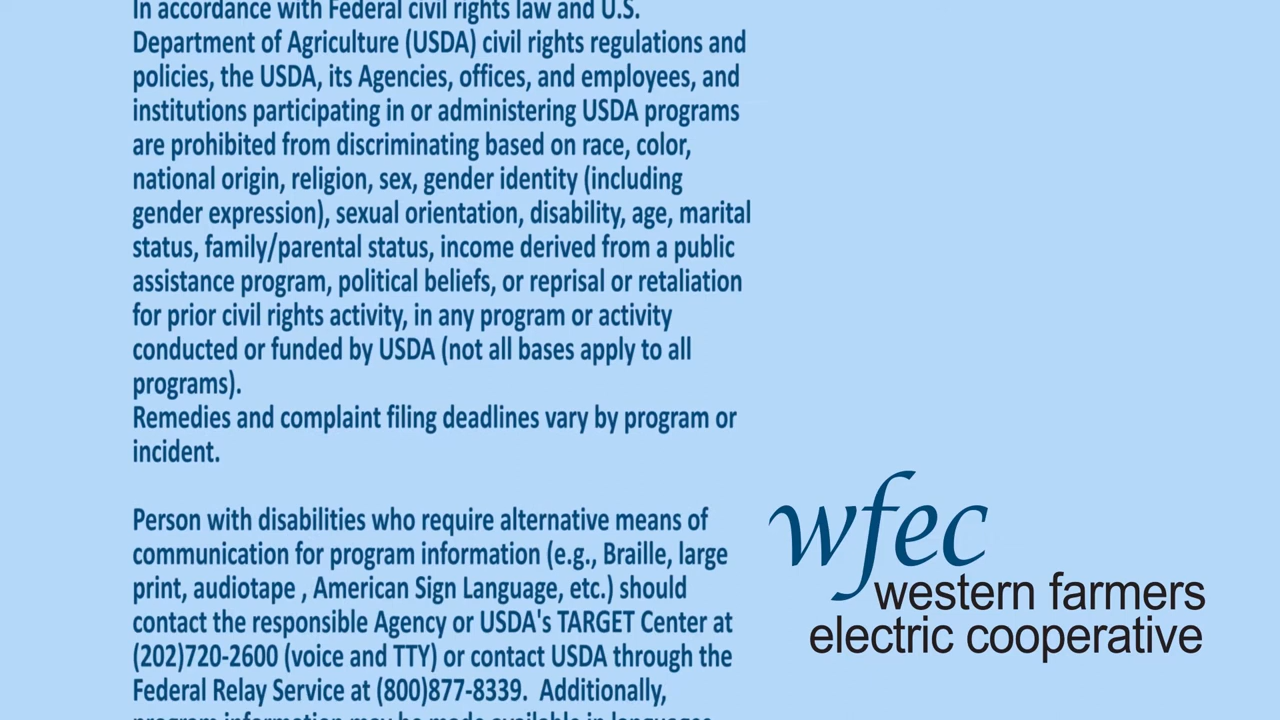 In accordance with Federal civil rights law and U.S.
Department of Agriculture (USDA) civil rights regulations and
policies, the USDA, its Agencies, offices, and employees, and
institutions participating in or administering USDA programs
are prohibited from discriminating based on race, color,
national origin, religion, sex, gender identity (including
gender expression), sexual orientation, disability, age, marital
status, family/parental status, income derived from a public
assistance program, political beliefs, or reprisal or retaliation
for prior civil rights activity, in any program or activity
conducted or funded by USDA (not all bases apply to all
programs).
Remedies and complaint filing deadlines vary by program or
incident.
Person with disabilities who require alternative means of
communication for program information (e.g., Braille, large
print, audiotape , American Sign Language, etc.) should
contact the responsible Agency or USDA's TARGET Center at
(202)720-2600 (voice and TTY) or contact USDA through the
Federal Relay Service at (800)877-8339.  Additionally,
program information may be made available in languages
wfec
western farmers
electric cooperative